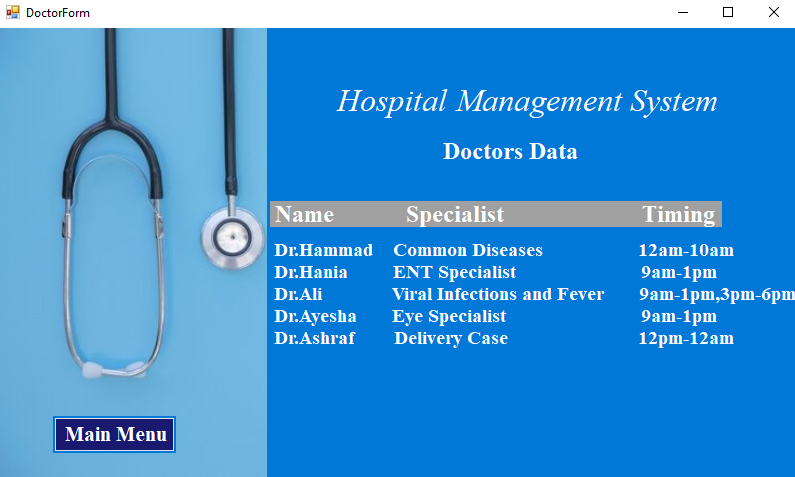 DoctorForm
Hospital Management System
Doctors Data
Name Specialist Timing
Dr.Hammad Common Diseases 12am-10am
Dr.Hania ENT Specialist 9am-1pm
Dr.Ali Viral Infections and Fever 9am-1pm,3pm-6pm
Dr.Ayesha Eye Specialist 9am-1pm
Dr.Ashraf Delivery Case 12pm-12am
Main Menu